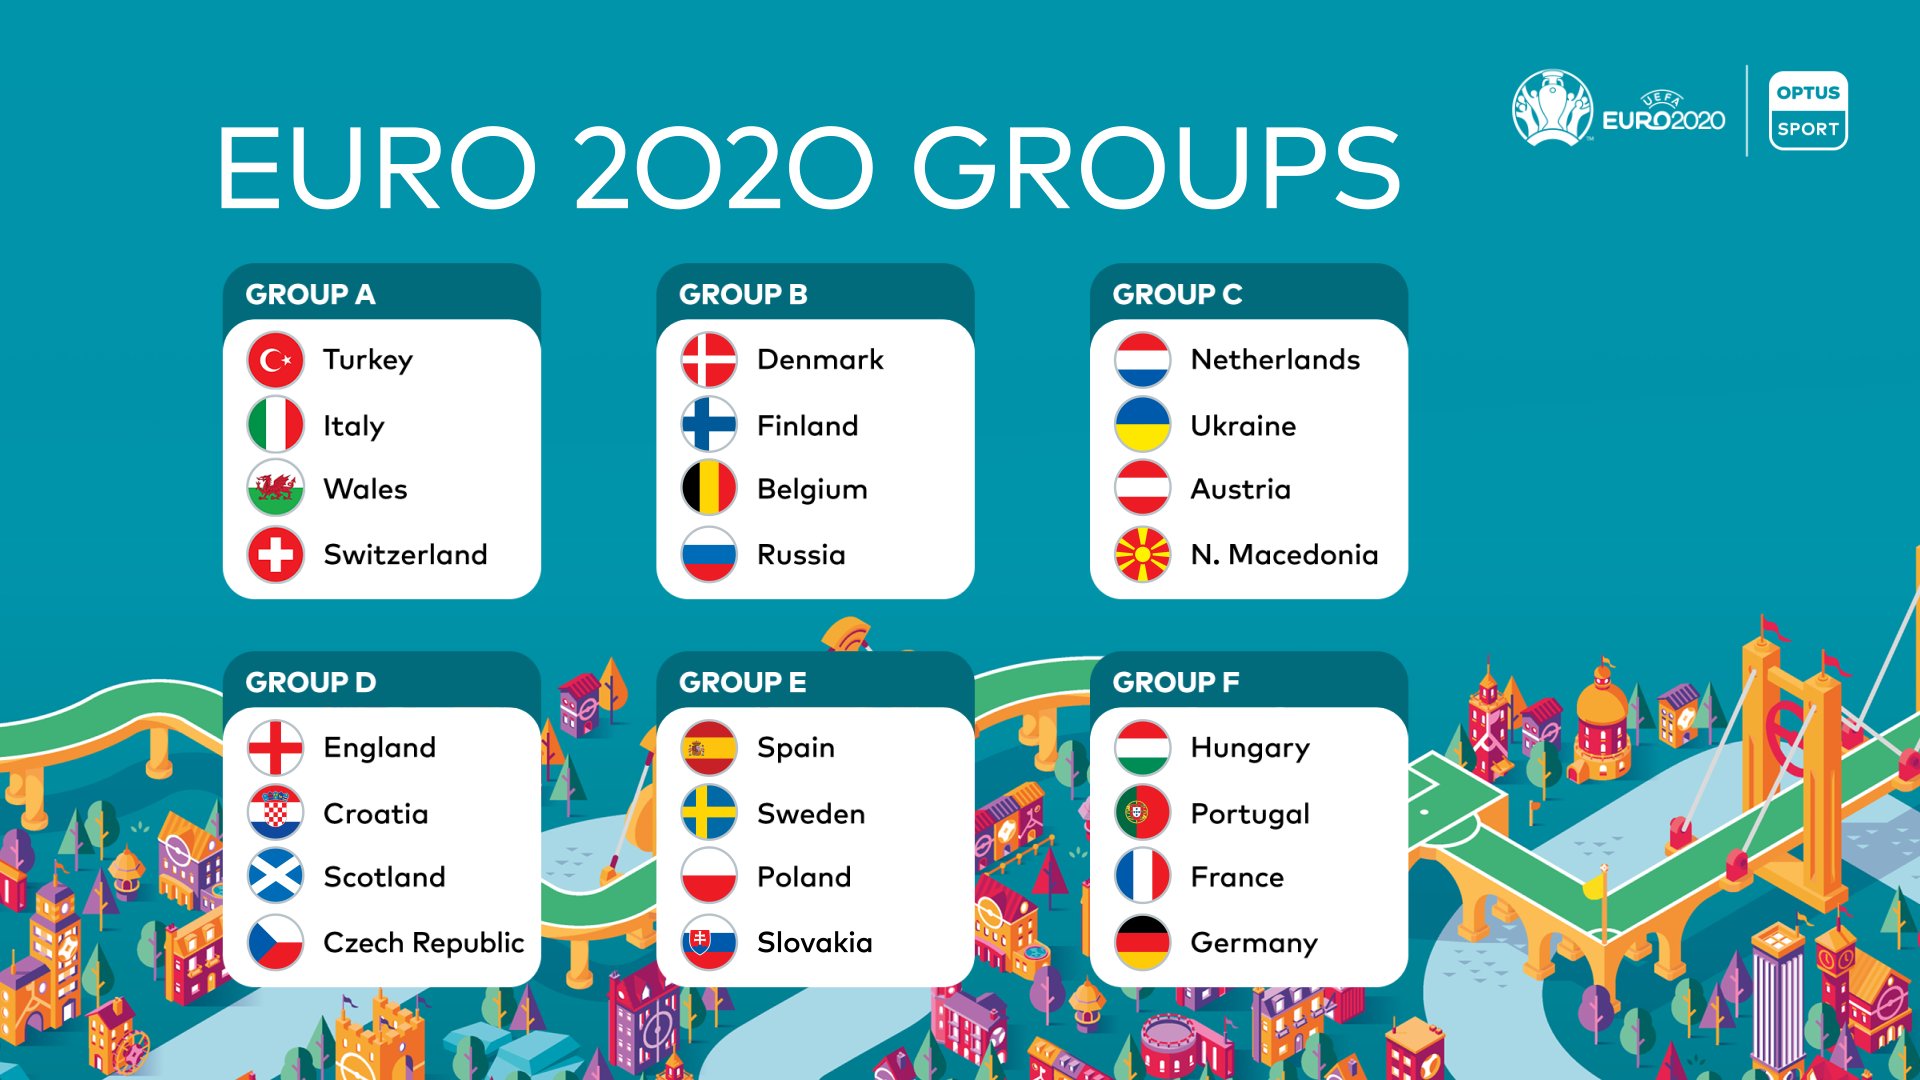 EURO 2020 GROUPS
UEFA
EURO2020
TM
OPTUS
SPORT
GROUP A
Turkey
Italy
Wales
Switzerland
GROUP B
Denmark
Finland
Belgium
Russia
GROUP C
Netherlands
Ukraine
Austria
N. Macedonia
GROUP D
England
Croatia
Scotland
Czech Republic
GROUP E
Spain
Sweden
Poland
Slovakia
GROUP F
Hungary
Portugal
France
Germany